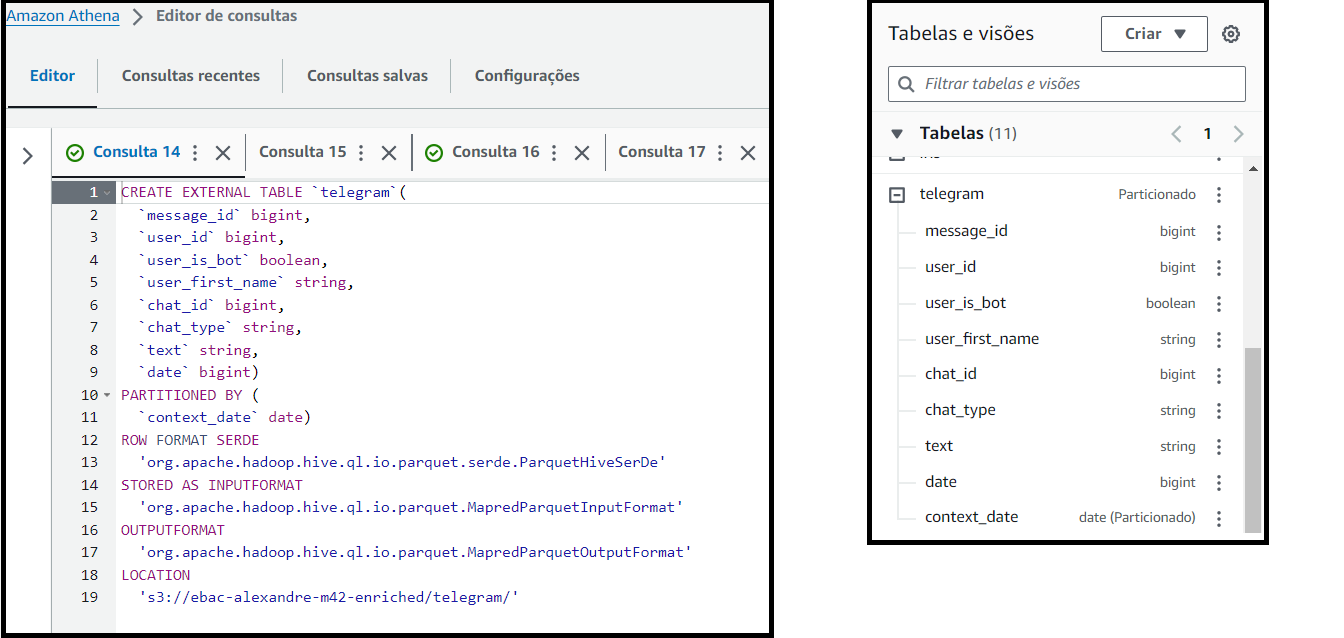 Amazon Athena > Editor de consultas
Editor Consultas recentes Consultas salvas Configurações
Consulta 14 Consulta 15 Consulta 16 Consulta 17
1 CREATE EXTERNAL TABLE `telegram`(
2 `message_id` bigint,
3 `user_id` bigint,
4 `user_is_bot` boolean,
5 `user_first_name` string,
6 `chat_id` bigint,
7 `chat_type` string,
8 `text` string,
9 `date` bigint)
10 PARTITIONED BY (
11 `context_date` date)
12 ROW FORMAT SERDE
13 'org.apache.hadoop.hive.ql.io.parquet.serde.ParquetHiveSerDe'
14 STORED AS INPUTFORMAT
15 'org.apache.hadoop.hive.ql.io.parquet.MapredParquetInputFormat'
16 OUTPUTFORMAT
17 'org.apache.hadoop.hive.ql.io.parquet.MapredParquetOutputFormat'
18 LOCATION
19 's3://ebac-alexandre-m42-enriched/telegram/'
Tabelas e visões Criar
Filtrar tabelas e visões
Tabelas (11) < 1 >
telegram Particionado
message_id bigint
user_id bigint
user_is_bot boolean
user_first_name string
chat_id bigint
chat_type string
text string
date bigint
context_date date (Particionado)